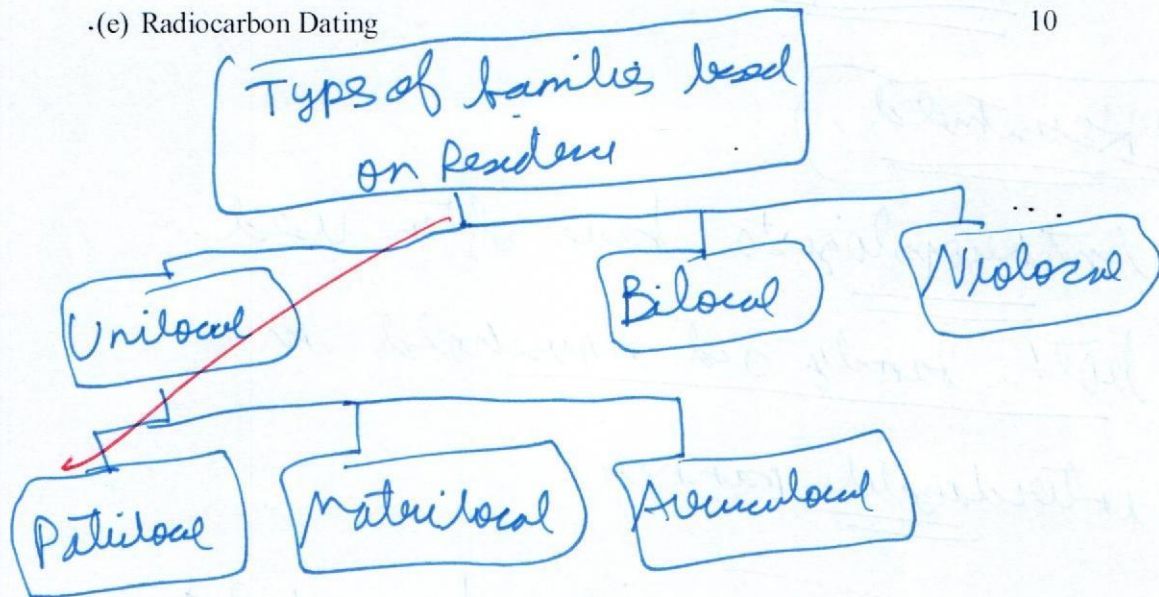 (e) Radiocarbon Dating 10
Types of families based
on Residence
Unilocal
Bilocal
Neolocal
Patrilocal
Matrilocal
Avunculocal